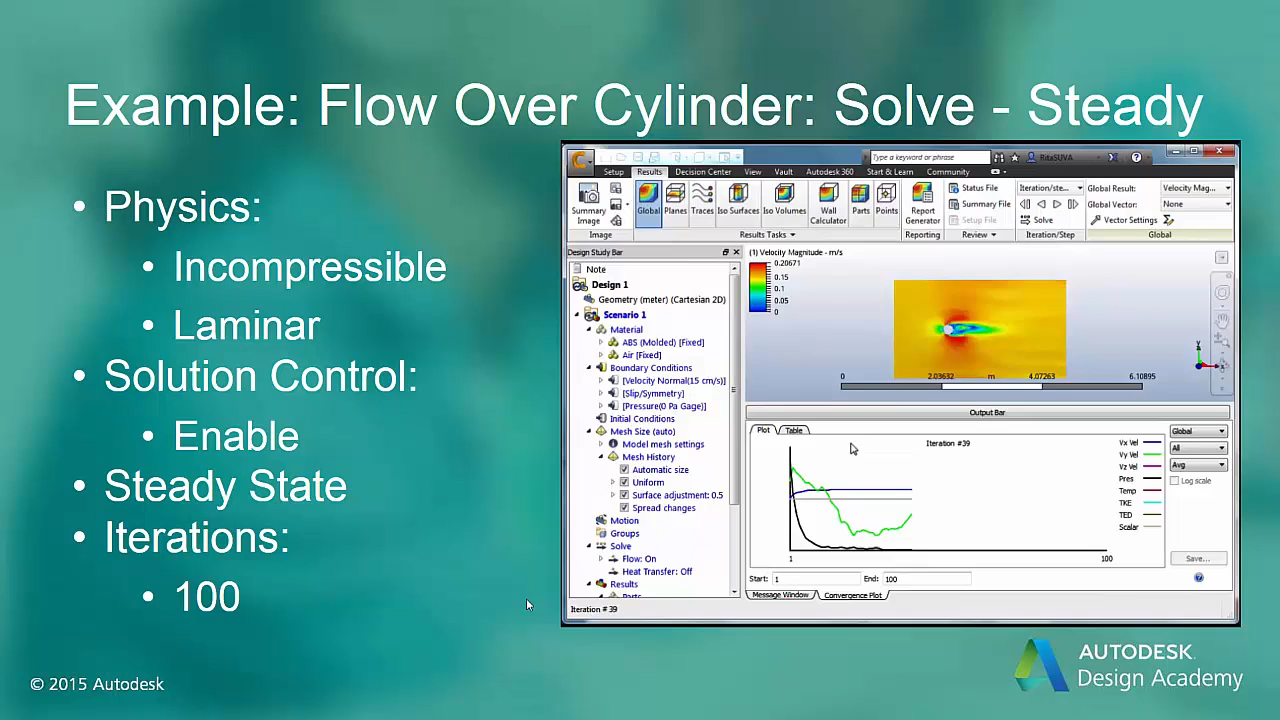 Example: Flow Over Cylinder: Solve - Steady
• Physics:
• Incompressible
• Laminar
• Solution Control:
• Enable
• Steady State
• Iterations:
• 100
Type a keyword or phrase
RitaSUVA
Setup Results Decision Center View Vault Autodesk 360 Start & Learn Community
Summary Image
Global
Planes
Traces
Iso Surfaces
Iso Volumes
Wall Calculator
Parts
Points
Report Generator
Status File
Summary File
Setup File
Iteration/ste...
Solve
Global Result: Velocity Mag...
Global Vector: None
Vector Settings
Image Results Tasks Reporting Review Iteration/Step Global
Design Study Bar
Note
Design 1
Geometry (meter) (Cartesian 2D)
Scenario 1
Material
ABS (Molded) [Fixed]
Air [Fixed]
Boundary Conditions
[Velocity Normal(15 cm/s)]
[Slip/Symmetry]
[Pressure(0 Pa Gage)]
Initial Conditions
Mesh Size (auto)
Model mesh settings
Mesh History
Automatic size
Uniform
Surface adjustment: 0.5
Spread changes
Motion
Groups
Solve
Flow: On
Heat Transfer: Off
Results
Parts
Iteration # 39
(1) Velocity Magnitude - m/s
0.20671
0.15
0.1
0.05
0
Y
0 2.03632 m 4.07263 6.10895
Output Bar
Plot Table
Iteration #39
Vx Vel
Vy Vel
Vz Vel
Pres
Temp
TKE
TED
Scalar
1 100
Global
All
Avg
Log scale
Save...
Start: 1 End: 100
Message Window Convergence Plot
© 2015 Autodesk
AUTODESK.
Design Academy